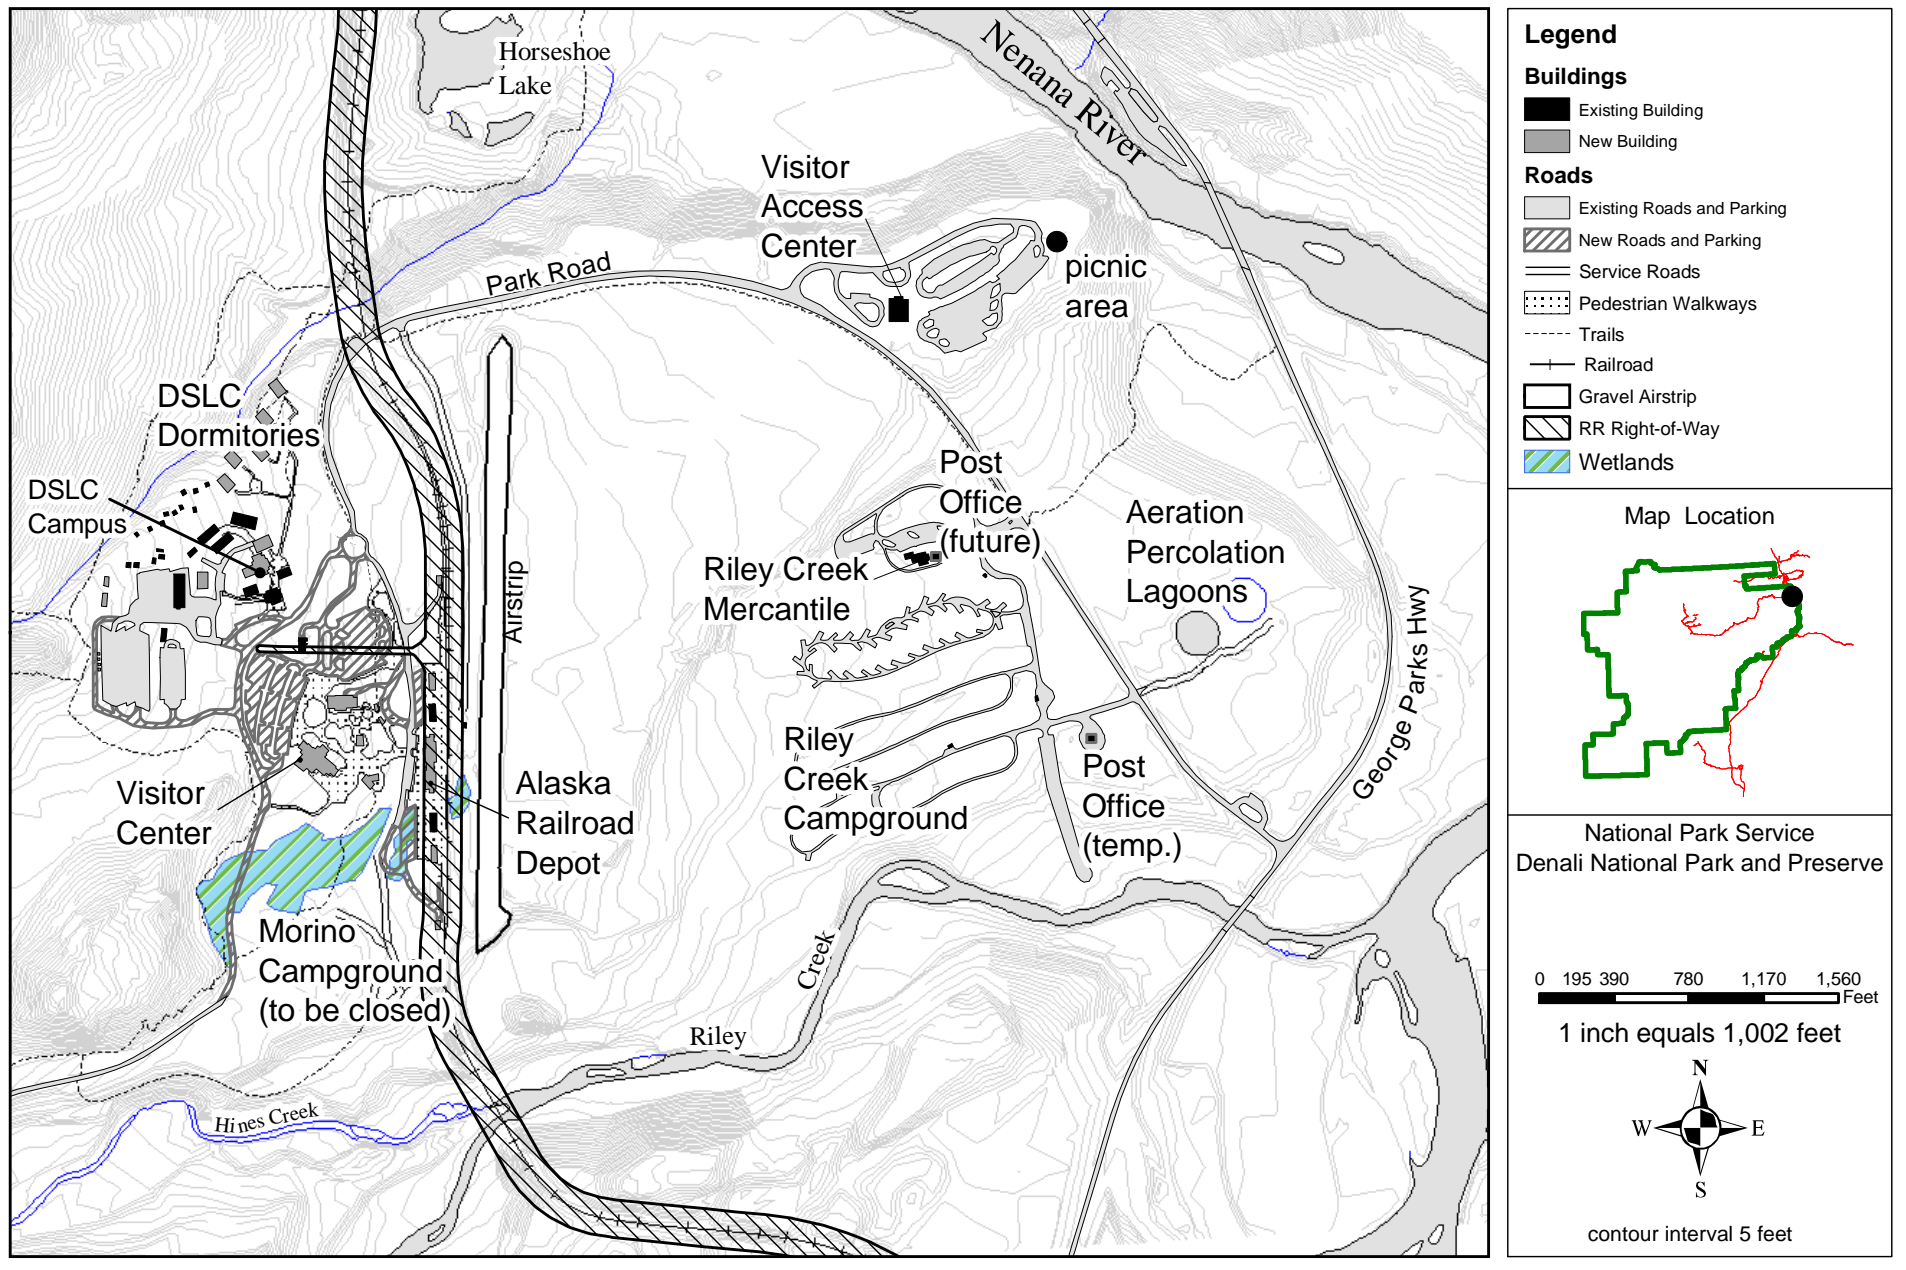 Horseshoe
Lake
Nenana River
Visitor
Access
Center
Park Road
picnic
area
DSLC
Dormitories
DSLC
Campus
Airstrip
Post
Office
(future)
Riley Creek
Mercantile
Aeration
Percolation
Lagoons
George Parks Hwy
Riley
Creek
Campground
Post
Office
(temp.)
Visitor
Center
Alaska
Railroad
Depot
Morino
Campground
(to be closed)
Creek
Riley
Hines Creek
Legend
Buildings
Existing Building
New Building
Roads
Existing Roads and Parking
New Roads and Parking
Service Roads
Pedestrian Walkways
Trails
Railroad
Gravel Airstrip
RR Right-of-Way
Wetlands
Map Location
National Park Service
Denali National Park and Preserve
0 195 390 780 1,170 1,560
Feet
1 inch equals 1,002 feet
N
W E
S
contour interval 5 feet